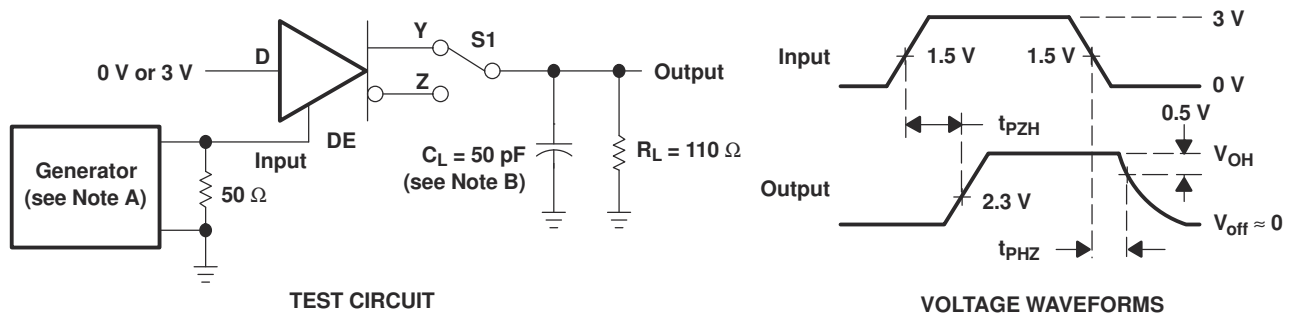 Y
S1
D
0 V or 3 V
Output
Z
DE
Input
Generator
(see Note A)
50 Ω
C_L = 50 pF
(see Note B)
R_L = 110 Ω
TEST CIRCUIT
3 V
Input
1.5 V
1.5 V
0 V
0.5 V
t_PZH
V_OH
Output
2.3 V
V_off ≈ 0
t_PHZ
VOLTAGE WAVEFORMS